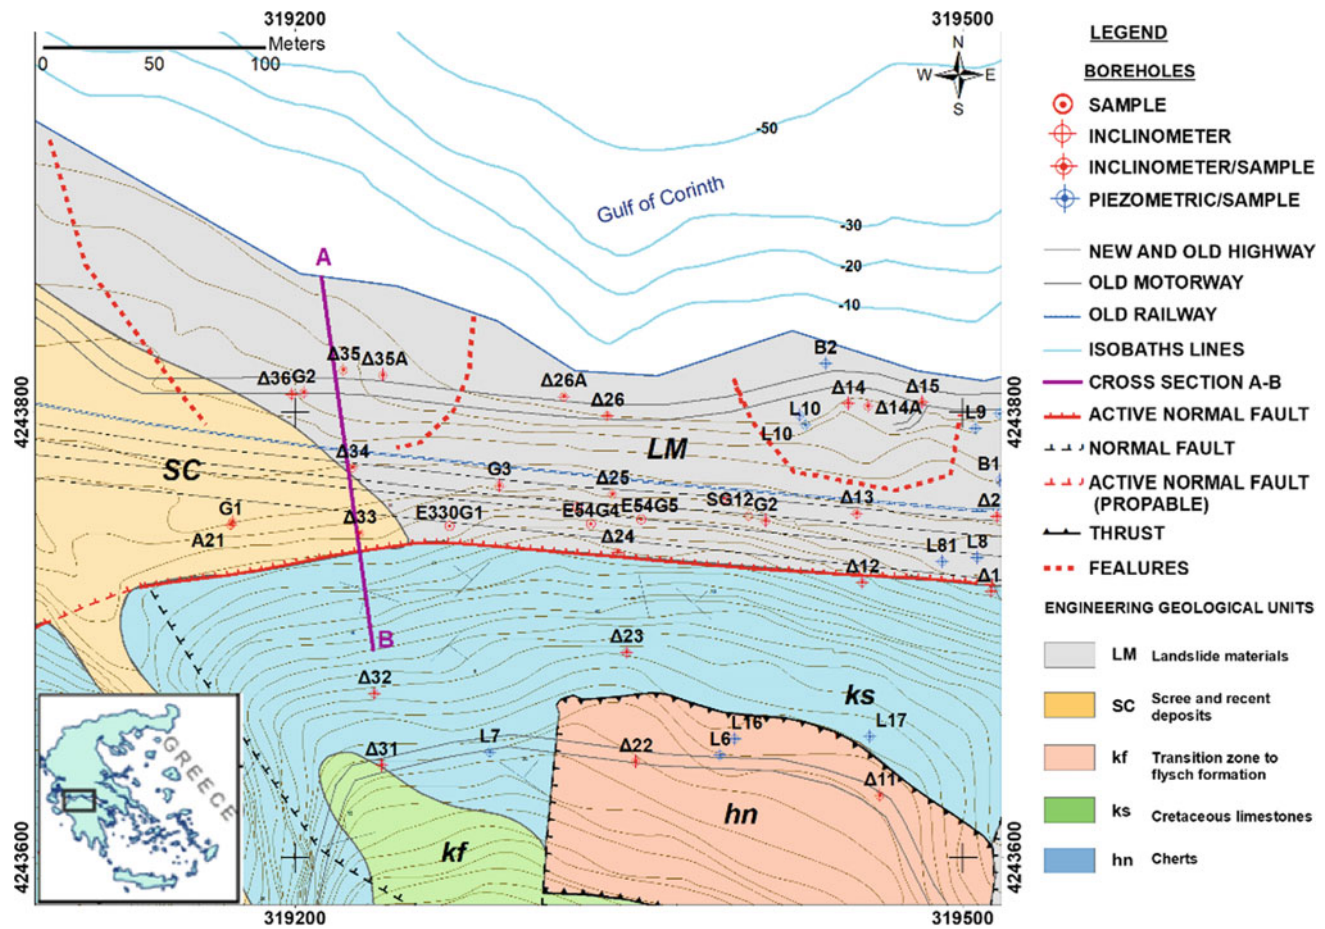 319200
319500
Meters
0
50
100
N
W
E
S
-50
Gulf of Corinth
-30
-20
-10
A
Δ35
Δ35A
Δ36
G2
Δ26A
Δ26
B2
Δ14
Δ14A
Δ15
L10
L10
L9
4243800
4243800
SC
LM
Δ34
G3
Δ25
B1
G1
A21
Δ33
E330G1
E54G4
E54G5
SG12
G2
Δ13
Δ2
Δ24
L81
L8
Δ12
Δ1
B
Δ23
Δ32
ks
L16
L17
Δ31
L7
Δ22
L6
Δ11
kf
hn
GREECE
4243600
4243600
319200
319500
LEGEND
BOREHOLES
SAMPLE
INCLINOMETER
INCLINOMETER/SAMPLE
PIEZOMETRIC/SAMPLE
NEW AND OLD HIGHWAY
OLD MOTORWAY
OLD RAILWAY
ISOBATHS LINES
CROSS SECTION A-B
ACTIVE NORMAL FAULT
NORMAL FAULT
ACTIVE NORMAL FAULT
(PROPABLE)
THRUST
FEALURES
ENGINEERING GEOLOGICAL UNITS
LM Landslide materials
SC Scree and recent
deposits
kf Transition zone to
flysch formation
ks Cretaceous limestones
hn Cherts